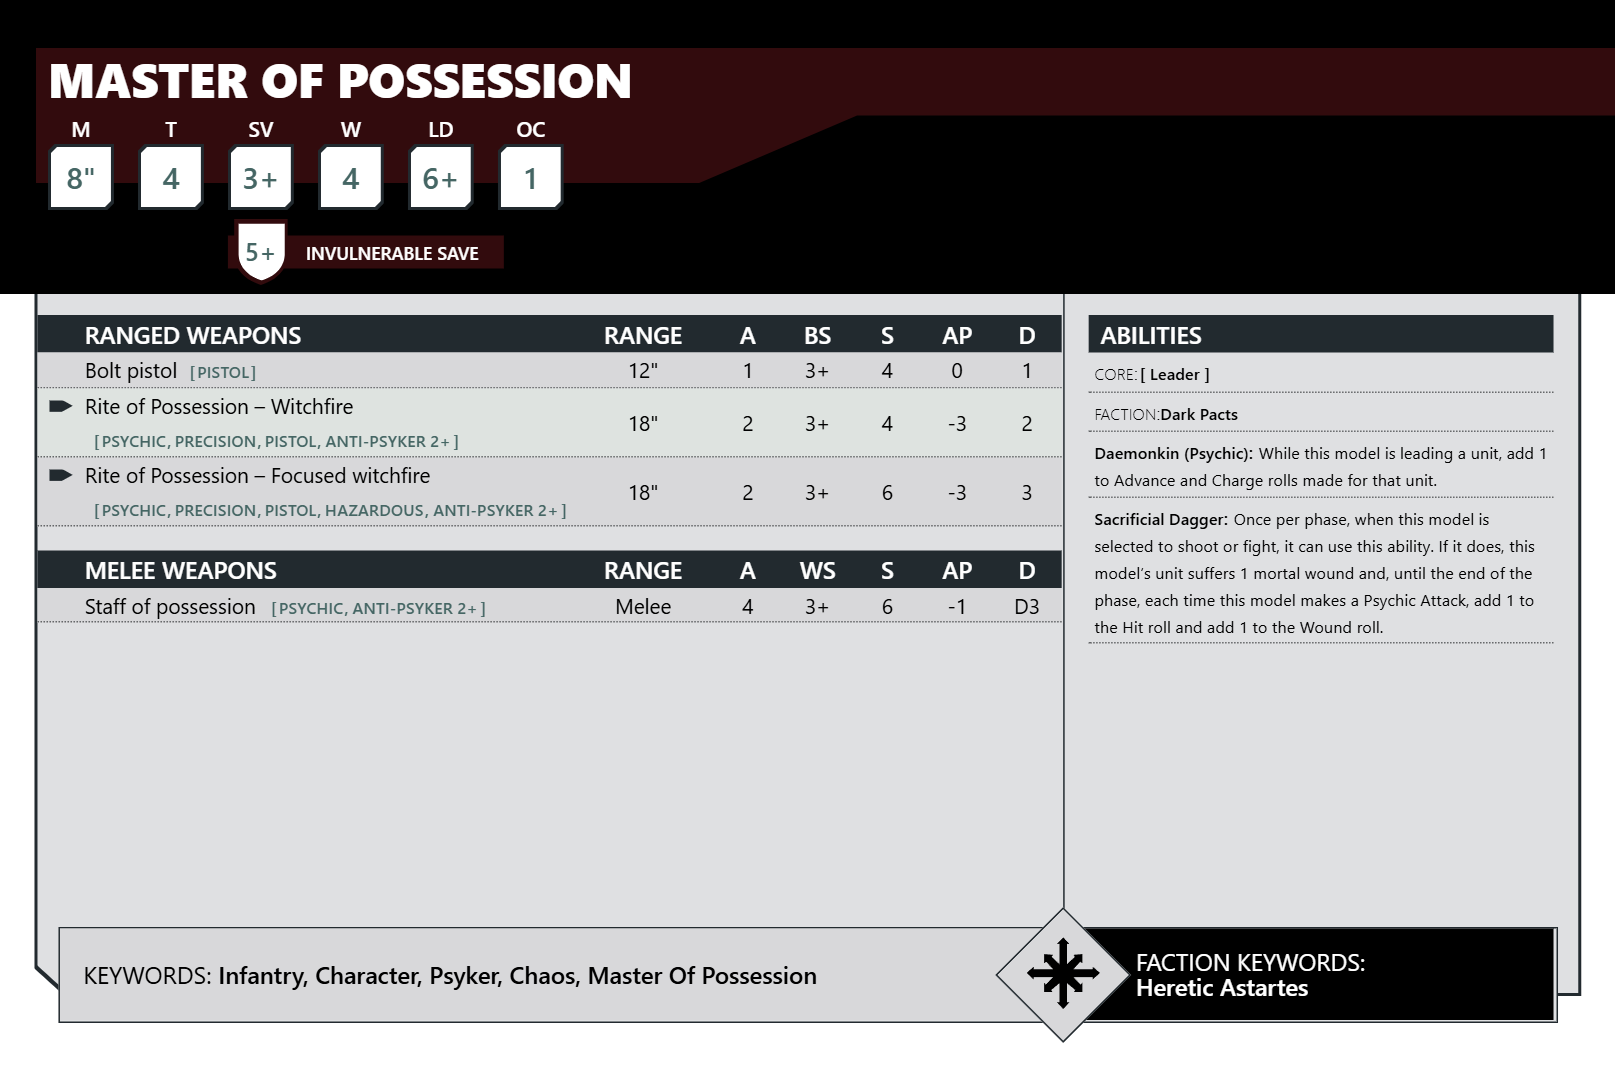 MASTER OF POSSESSION
M T SV W LD OC
8" 4 3+ 4 6+ 1
5+ INVULNERABLE SAVE
RANGED WEAPONS RANGE A BS S AP D
Bolt pistol [PISTOL] 12" 1 3+ 4 0 1
Rite of Possession – Witchfire
[PSYCHIC, PRECISION, PISTOL, ANTI-PSYKER 2+] 18" 2 3+ 4 -3 2
Rite of Possession – Focused witchfire
[PSYCHIC, PRECISION, PISTOL, HAZARDOUS, ANTI-PSYKER 2+] 18" 2 3+ 6 -3 3
MELEE WEAPONS RANGE A WS S AP D
Staff of possession [PSYCHIC, ANTI-PSYKER 2+] Melee 4 3+ 6 -1 D3
ABILITIES
CORE:[ Leader ]
FACTION:Dark Pacts
Daemonkin (Psychic): While this model is leading a unit, add 1
to Advance and Charge rolls made for that unit.
Sacrificial Dagger: Once per phase, when this model is
selected to shoot or fight, it can use this ability. If it does, this
model’s unit suffers 1 mortal wound and, until the end of the
phase, each time this model makes a Psychic Attack, add 1 to
the Hit roll and add 1 to the Wound roll.
KEYWORDS: Infantry, Character, Psyker, Chaos, Master Of Possession
FACTION KEYWORDS:
Heretic Astartes